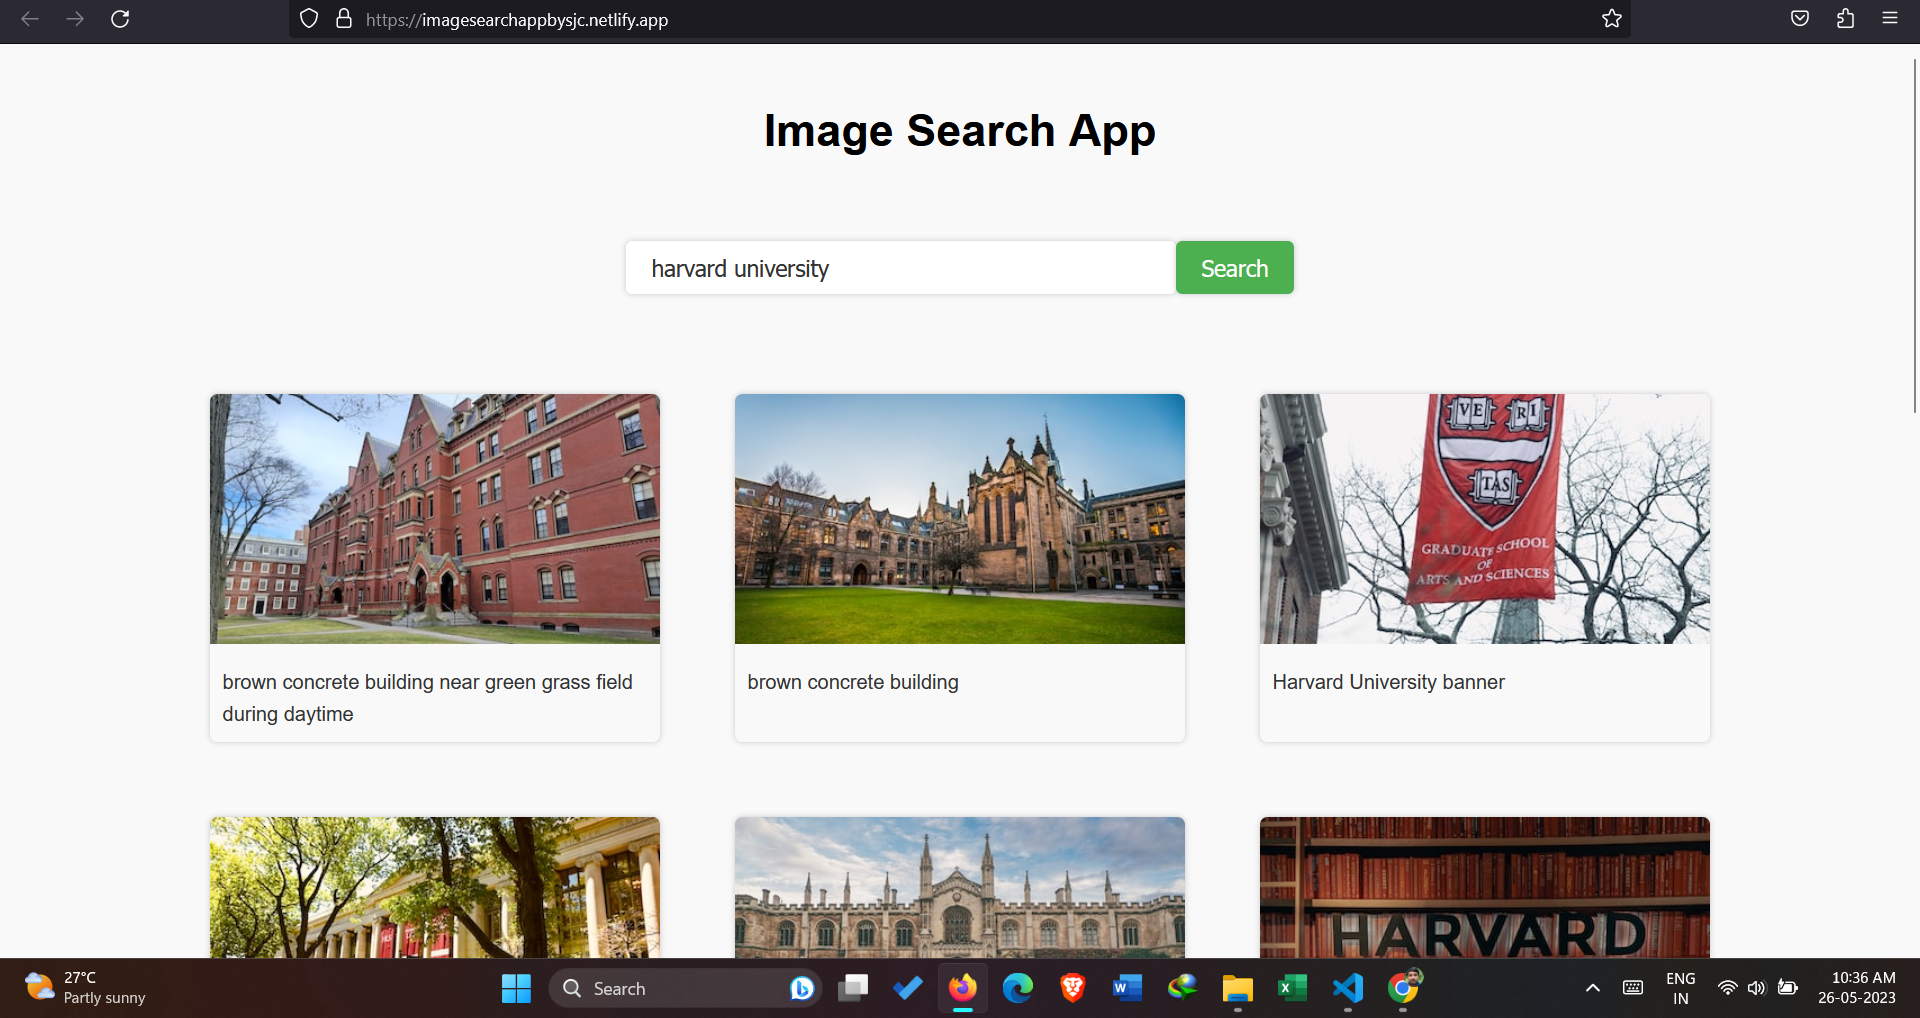 https://imagesearchappbysjc.netlify.app
Image Search App
harvard university
Search
VE RI
TAS
GRADUATE SCHOOL
OF
ARTS AND SCIENCES
brown concrete building near green grass field
during daytime
brown concrete building
Harvard University banner
HARVARD
27°C
Partly sunny
Search
ENG
IN
10:36 AM
26-05-2023